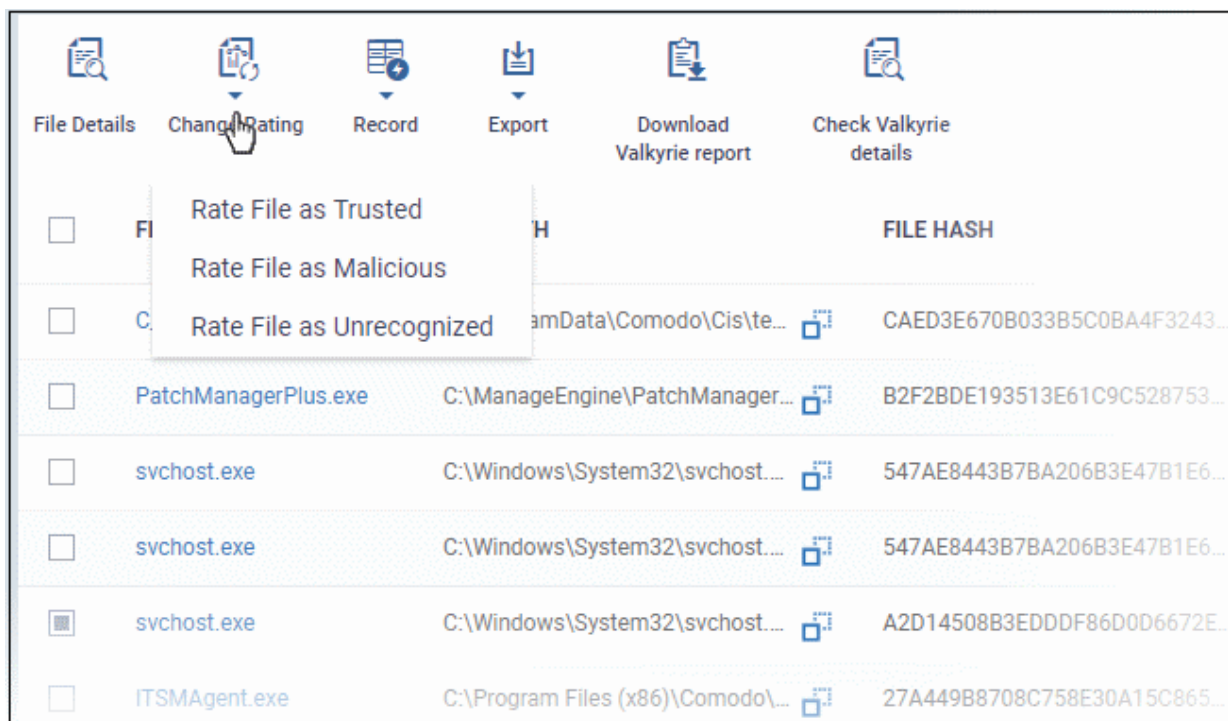 File Details
Change Rating
Record
Export
Download
Valkyrie report
Check Valkyrie
details
Rate File as Trusted
Rate File as Malicious
Rate File as Unrecognized
FILE HASH
amData\Comodo\Cis\te...
CAED3E670B033B5C0BA4F3243...
PatchManagerPlus.exe
C:\ManageEngine\PatchManager...
B2F2BDE193513E61C9C528753...
svchost.exe
C:\Windows\System32\svchost....
547AE8443B7BA206B3E47B1E6...
svchost.exe
C:\Windows\System32\svchost....
547AE8443B7BA206B3E47B1E6...
svchost.exe
C:\Windows\System32\svchost....
A2D14508B3EDDDF86D0D6672E...
ITSMAgent.exe
C:\Program Files (x86)\Comodo\...
27A449B8708C758E30A15C865...